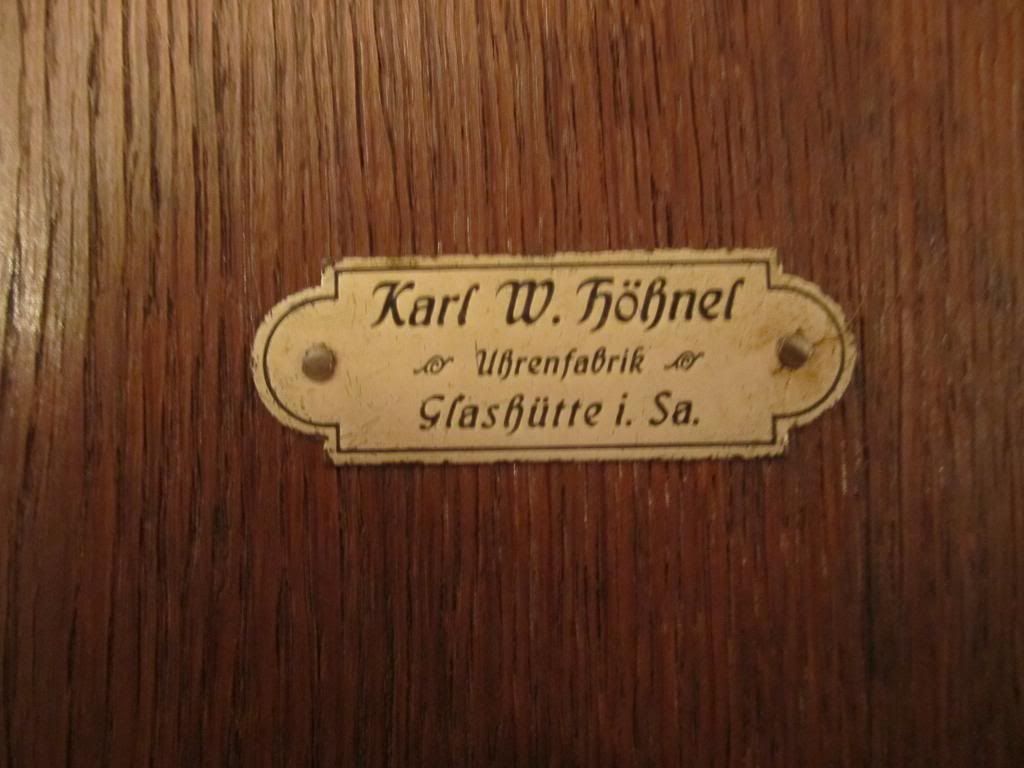 Karl W. Höhnel
Uhrenfabrik
Glashütte i. Sa.